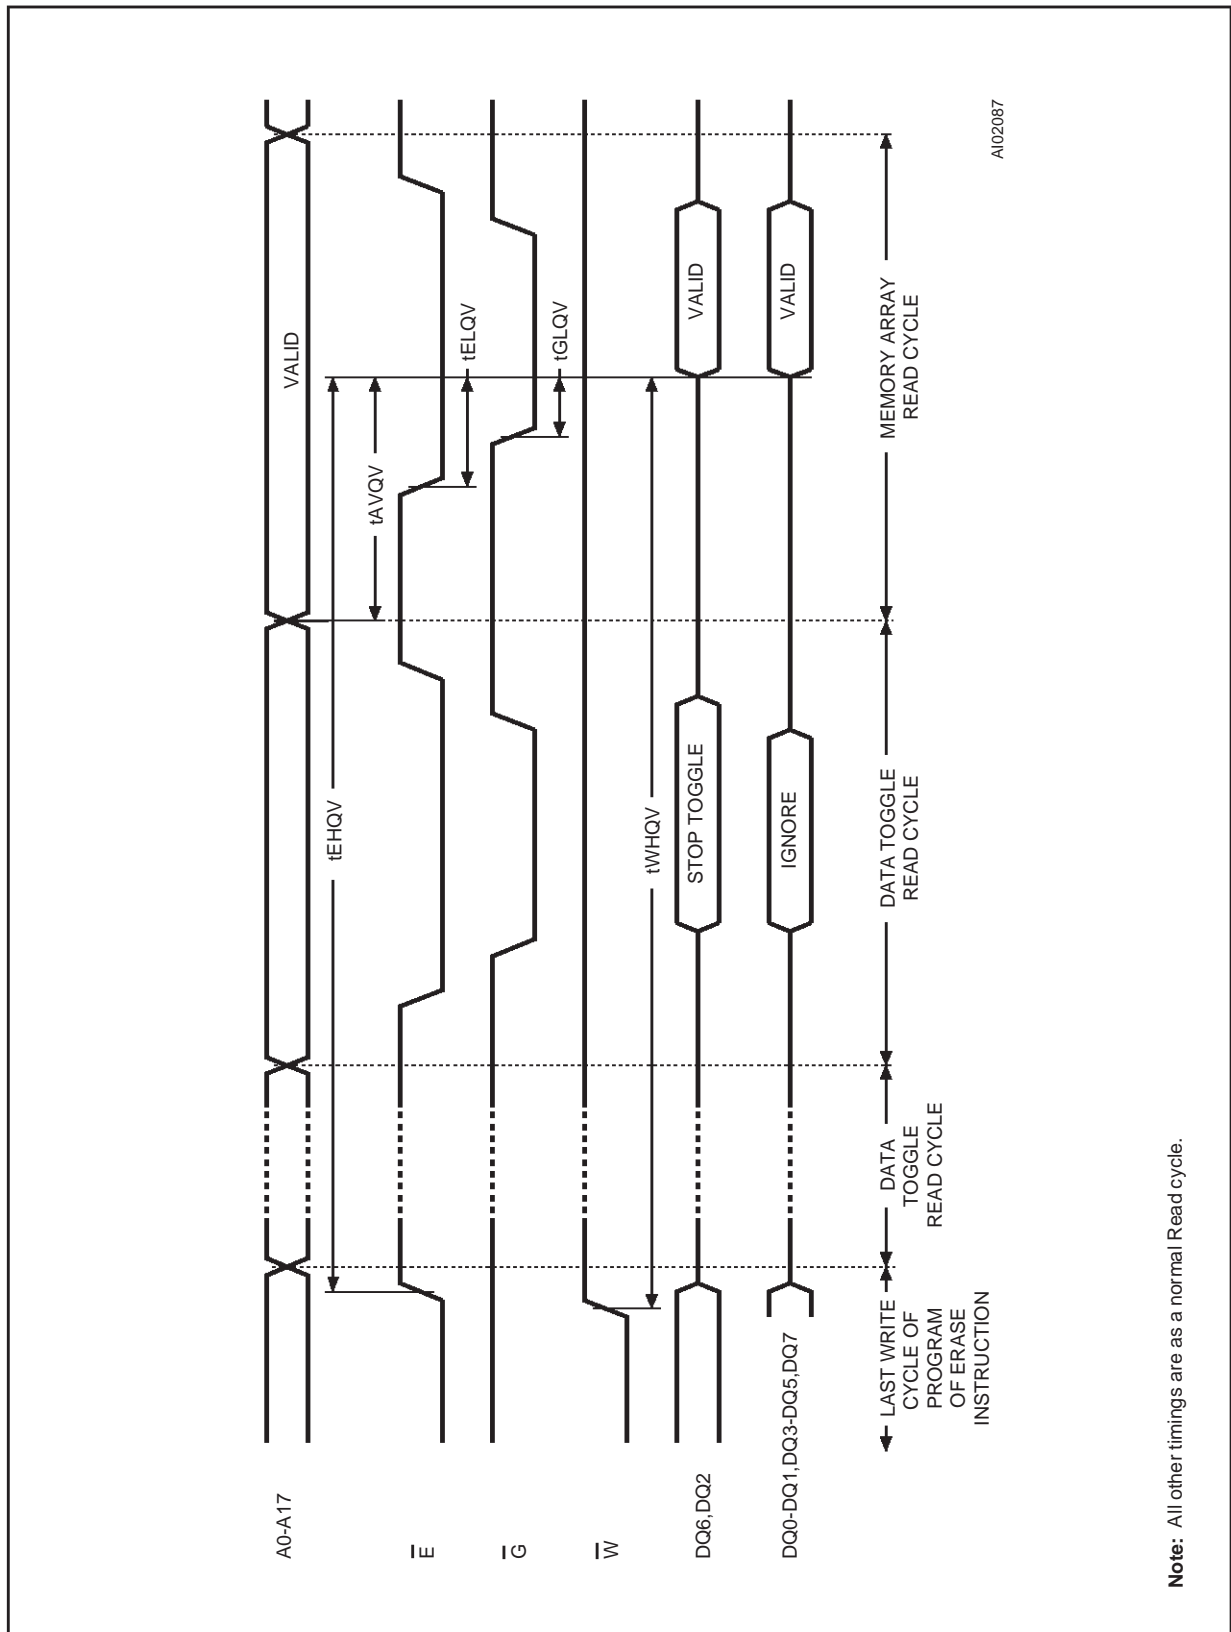 A0-A17
VALID
tEHQV
tAVQV
E
tELQV
G
tGLQV
W
tWHQV
DQ6,DQ2
STOP TOGGLE
VALID
DQ0-DQ1,DQ3-DQ5,DQ7
IGNORE
VALID
LAST WRITE
CYCLE OF
PROGRAM
OF ERASE
INSTRUCTION
DATA
TOGGLE
READ CYCLE
DATA TOGGLE
READ CYCLE
MEMORY ARRAY
READ CYCLE
AI02087
Note: All other timings are as a normal Read cycle.